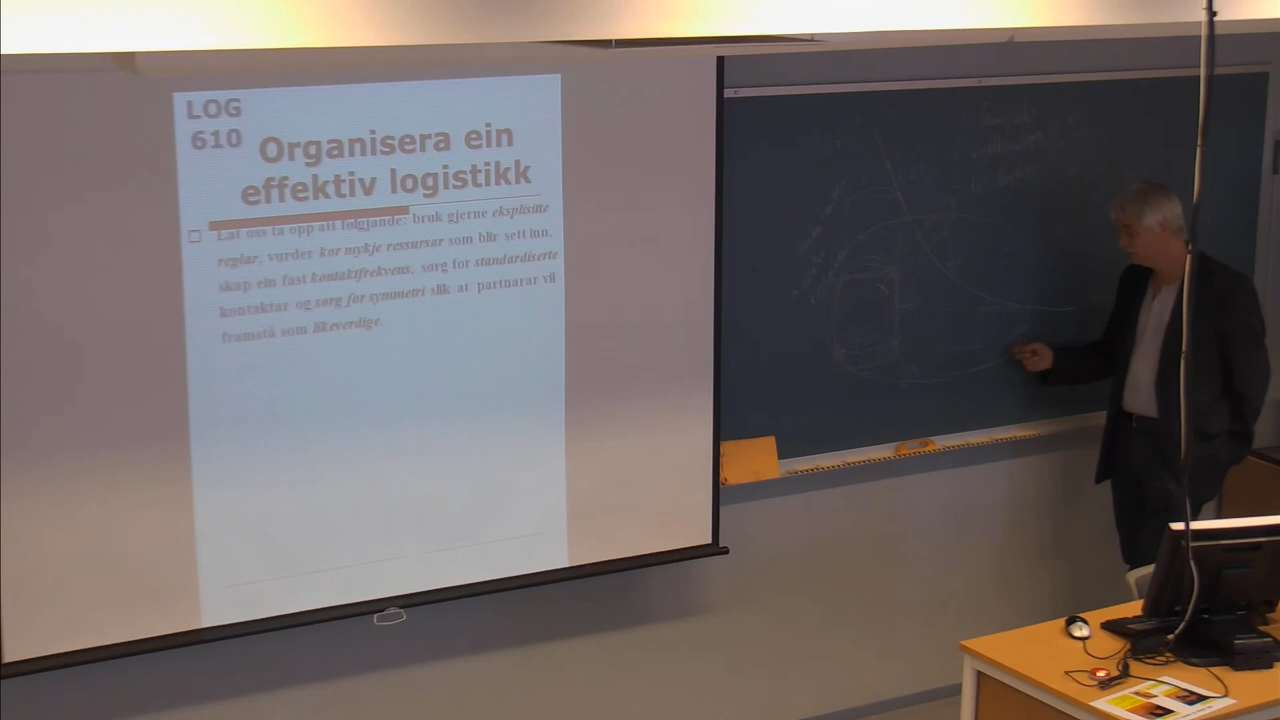 LOG
610
Organisera ein
effektiv logistikk
Lat oss ta opp att følgjande: bruk gjerne eksplisitte
reglar, vurder kor mykje ressursar som blir sett inn,
skap ein fast kontaktfrekvens, sørg for standardiserte
kontaktar og sørg for symmetri slik at partnarar vil
framstå som likeverdige.